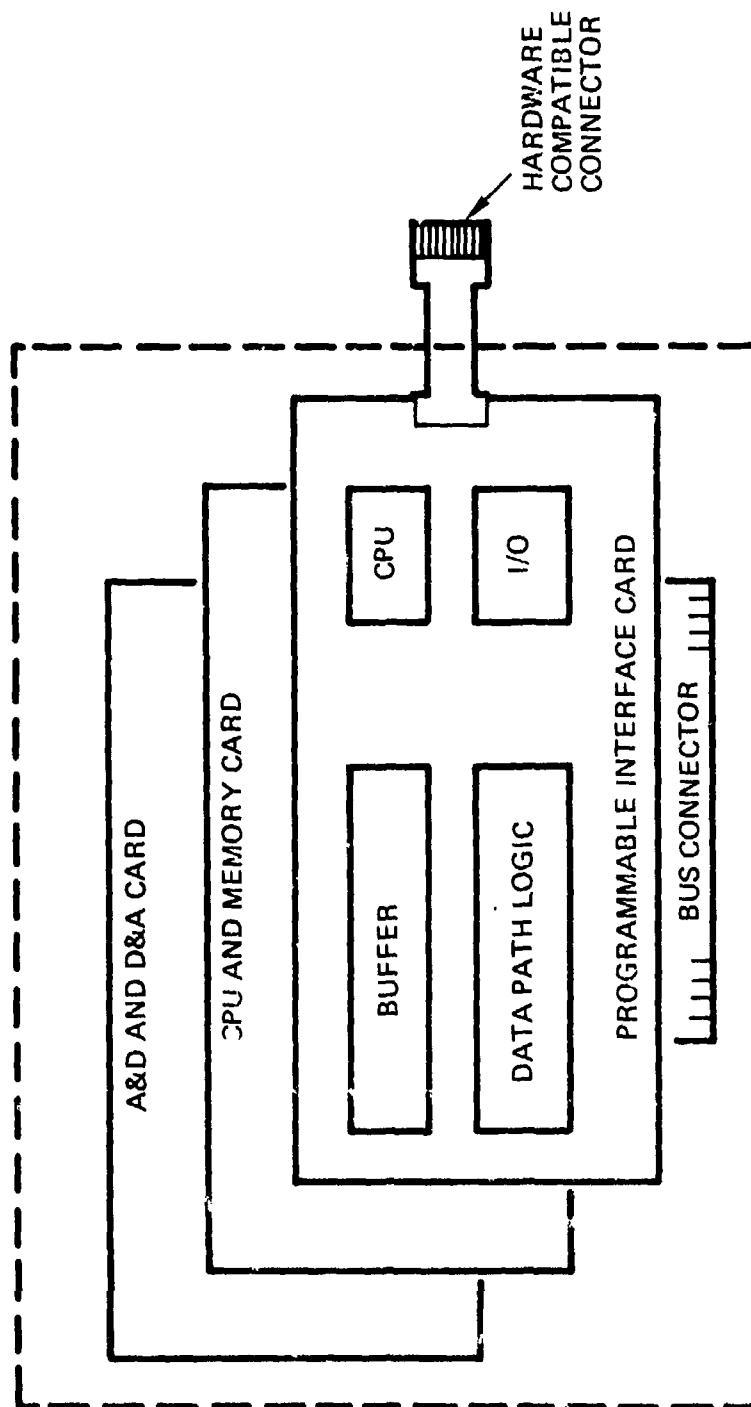 A&D AND D&A CARD
CPU AND MEMORY CARD
BUFFER
CPU
DATA PATH LOGIC
I/O
PROGRAMMABLE INTERFACE CARD
BUS CONNECTOR
HARDWARE
COMPATIBLE
CONNECTOR